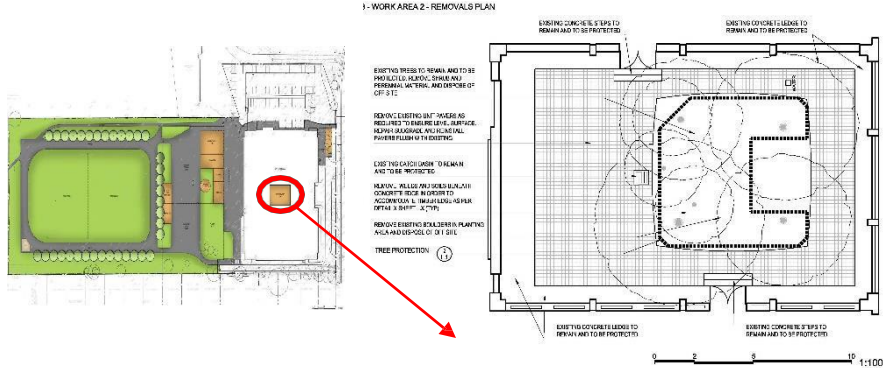 - WORK AREA 2 - REMOVALS PLAN
EXISTING CONCRETE STEPS TO
REMAIN AND TO BE PROTECTED
EXISTING CONCRETE LEDGE TO
REMAIN AND TO BE PROTECTED
EXISTING TREES TO REMAIN AND TO BE
PROTECTED. REMOVE SHRUB AND
PERENNIAL MATERIAL AND DISPOSE OF
OFF SITE
REMOVE EXISTING UNIT PAVERS AS
REQUIRED TO ENSURE LEVEL SURFACE.
REPAIR SUBGRADE AND REINSTALL
PAVERS FLUSH WITH EXISTING
EXISTING CATCH BASIN TO REMAIN
AND TO BE PROTECTED
REMOVE WEEDS AND SOILS BENEATH
CONCRETE EDGE IN ORDER TO
ACCOMMODATE TIMBER EDGE AS PER
DETAIL X SHEET
REMOVE EXISTING BOULDERS IN PLANTING
AREA AND DISPOSE OF OFF SITE
TREE PROTECTION
EXISTING CONCRETE LEDGE TO
REMAIN AND TO BE PROTECTED
EXISTING CONCRETE STEPS TO
REMAIN AND TO BE PROTECTED
0 2 10 1:100